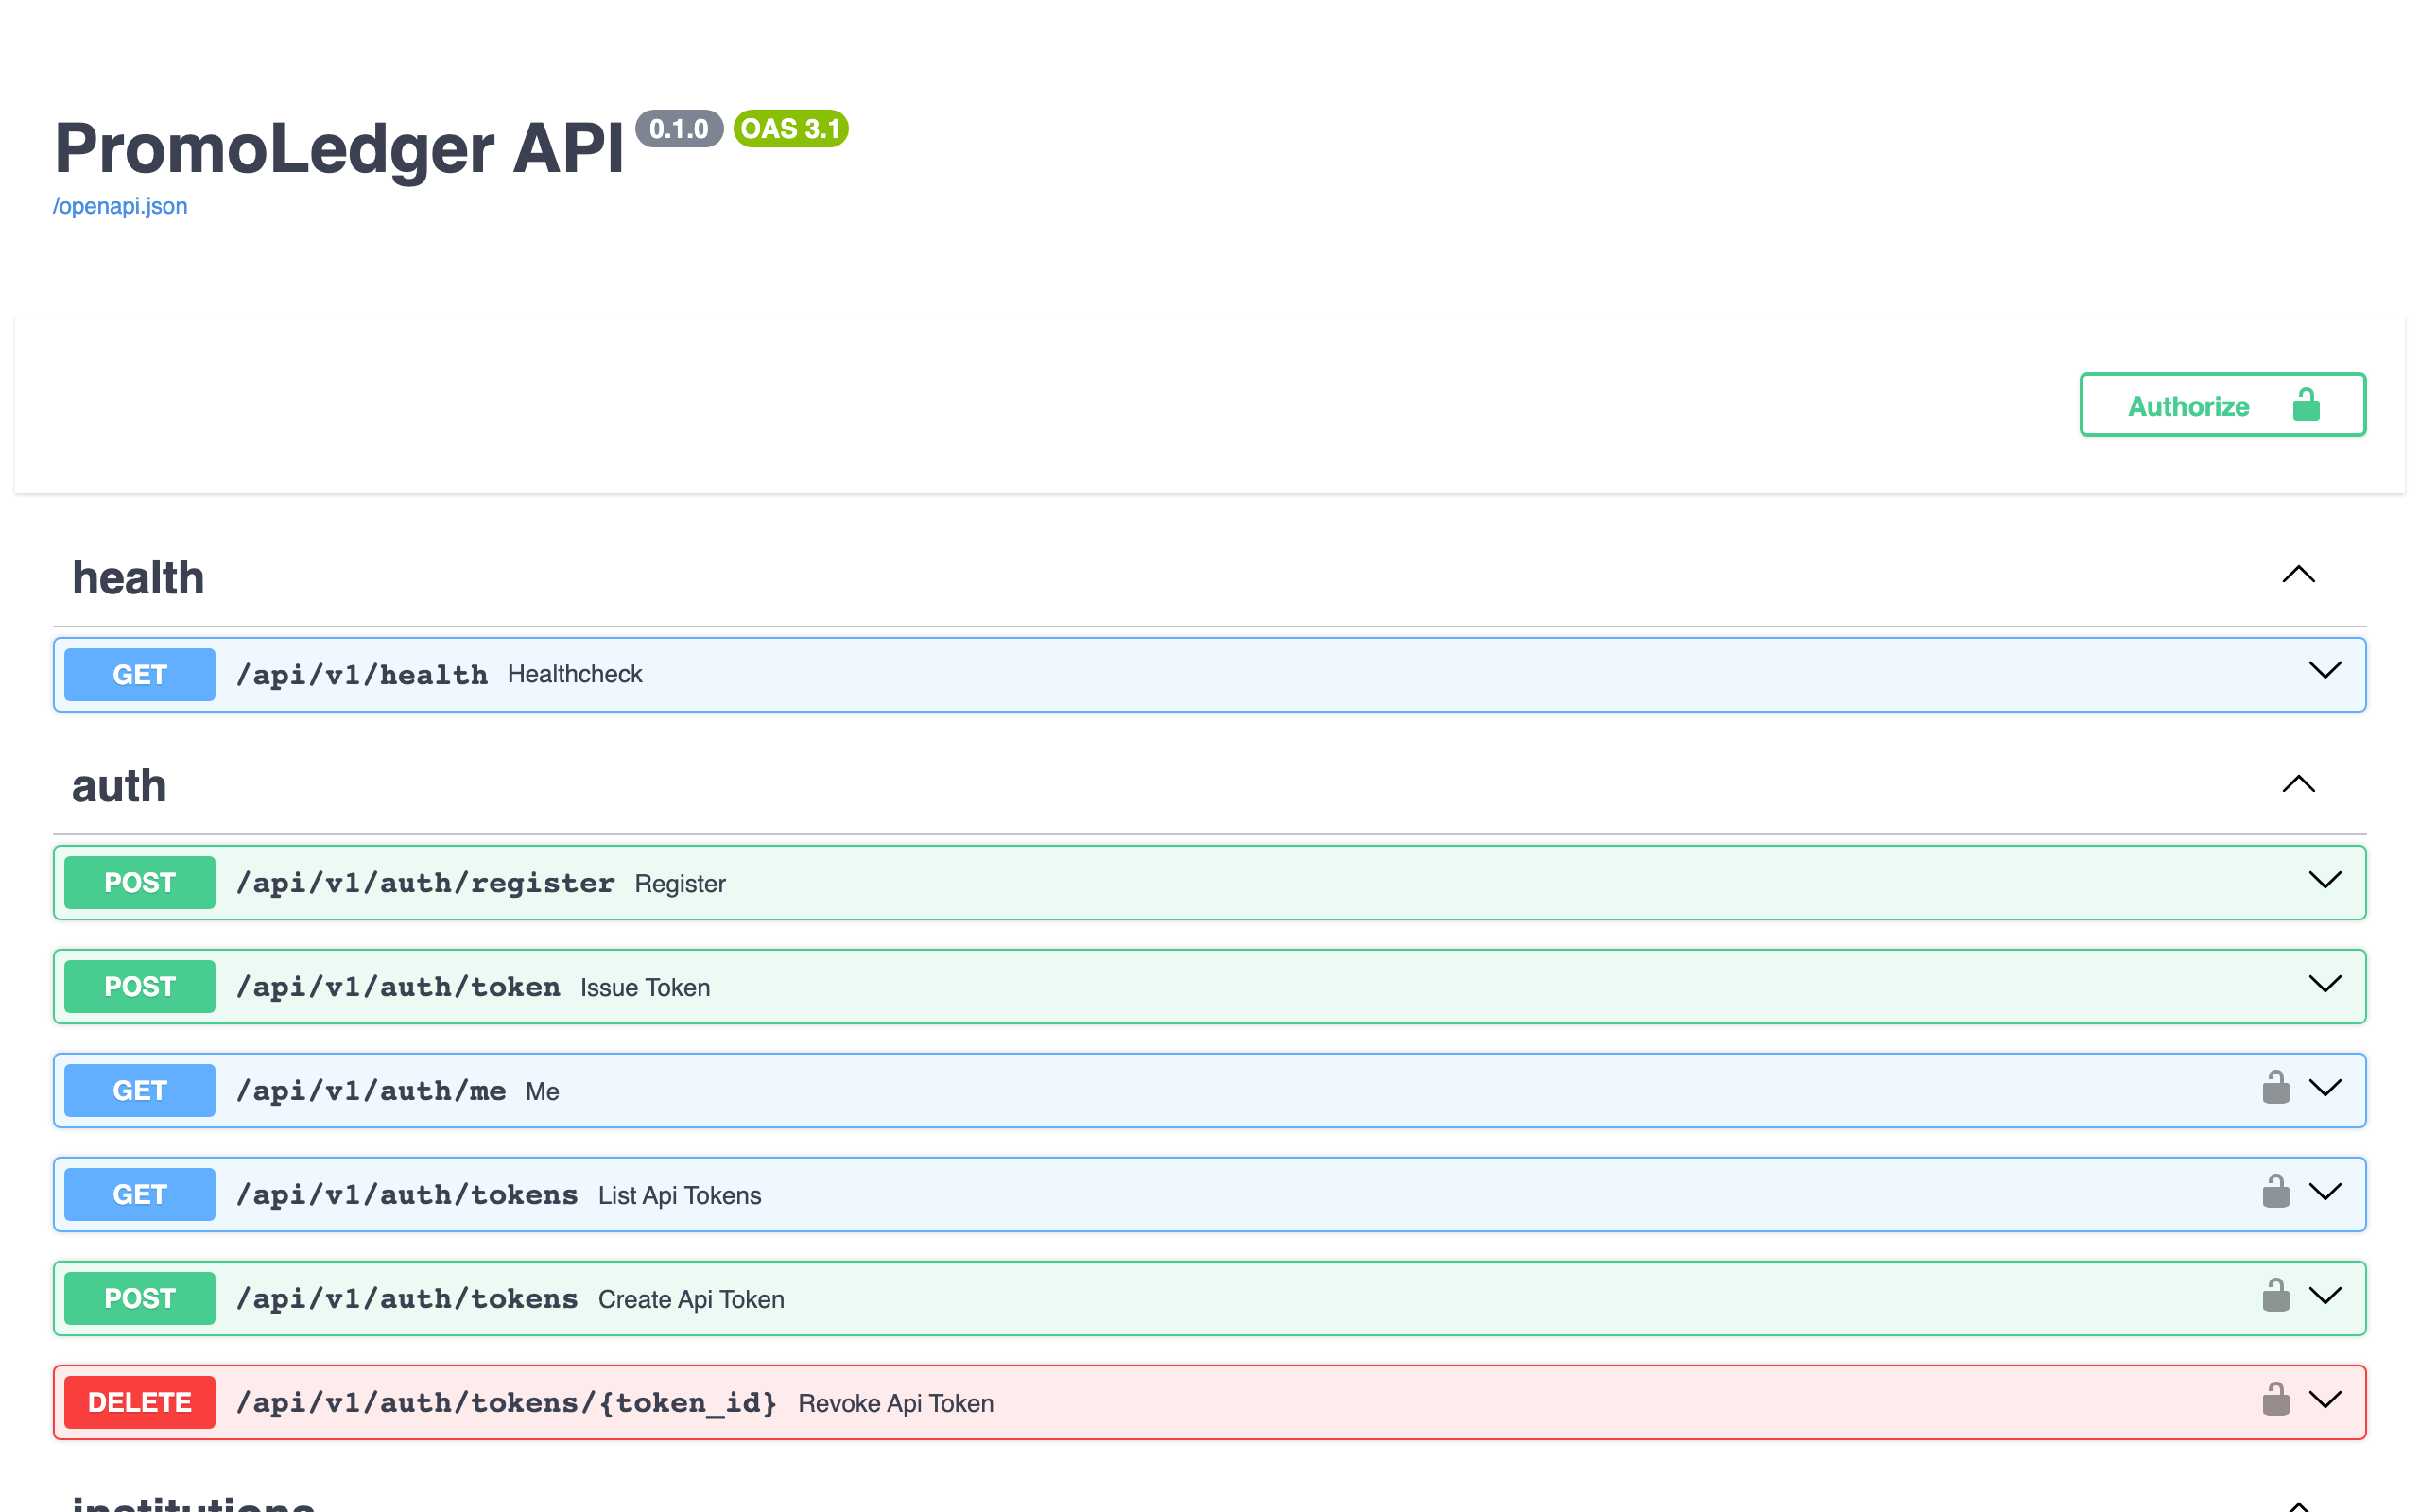 PromoLedger API 0.1.0 OAS 3.1
/openapi.json
Authorize
health
GET /api/v1/health Healthcheck
auth
POST /api/v1/auth/register Register
POST /api/v1/auth/token Issue Token
GET /api/v1/auth/me Me
GET /api/v1/auth/tokens List Api Tokens
POST /api/v1/auth/tokens Create Api Token
DELETE /api/v1/auth/tokens/{token_id} Revoke Api Token
institutions